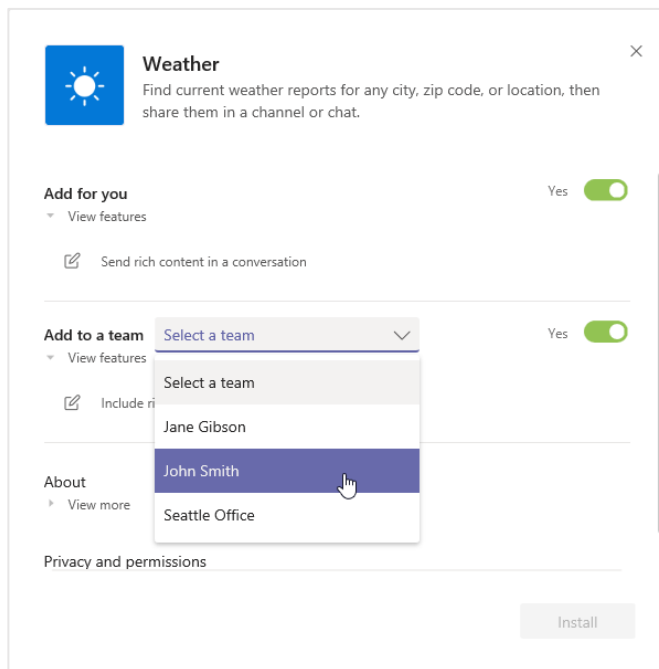 Weather
Find current weather reports for any city, zip code, or location, then
share them in a channel or chat.
Add for you
Yes
View features
Send rich content in a conversation
Add to a team
Select a team
Yes
View features
Select a team
Include ri
Jane Gibson
John Smith
About
View more
Seattle Office
Privacy and permissions
Install